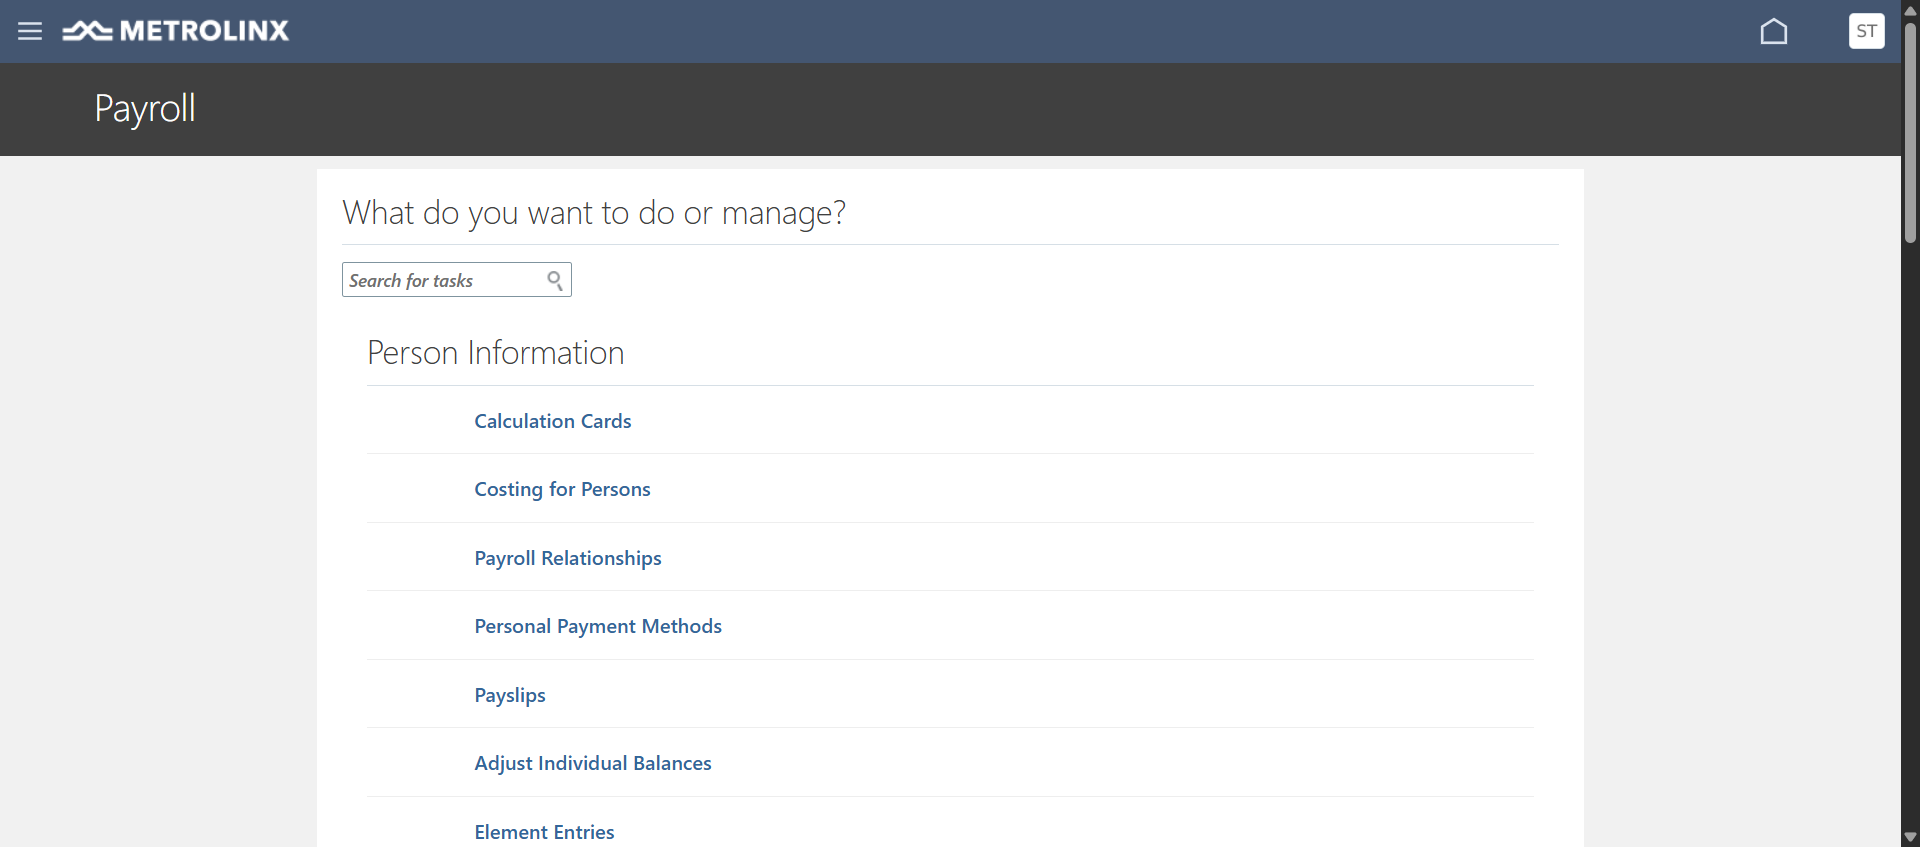 METROLINX
ST
Payroll
What do you want to do or manage?
Search for tasks
Person Information
Calculation Cards
Costing for Persons
Payroll Relationships
Personal Payment Methods
Payslips
Adjust Individual Balances
Element Entries